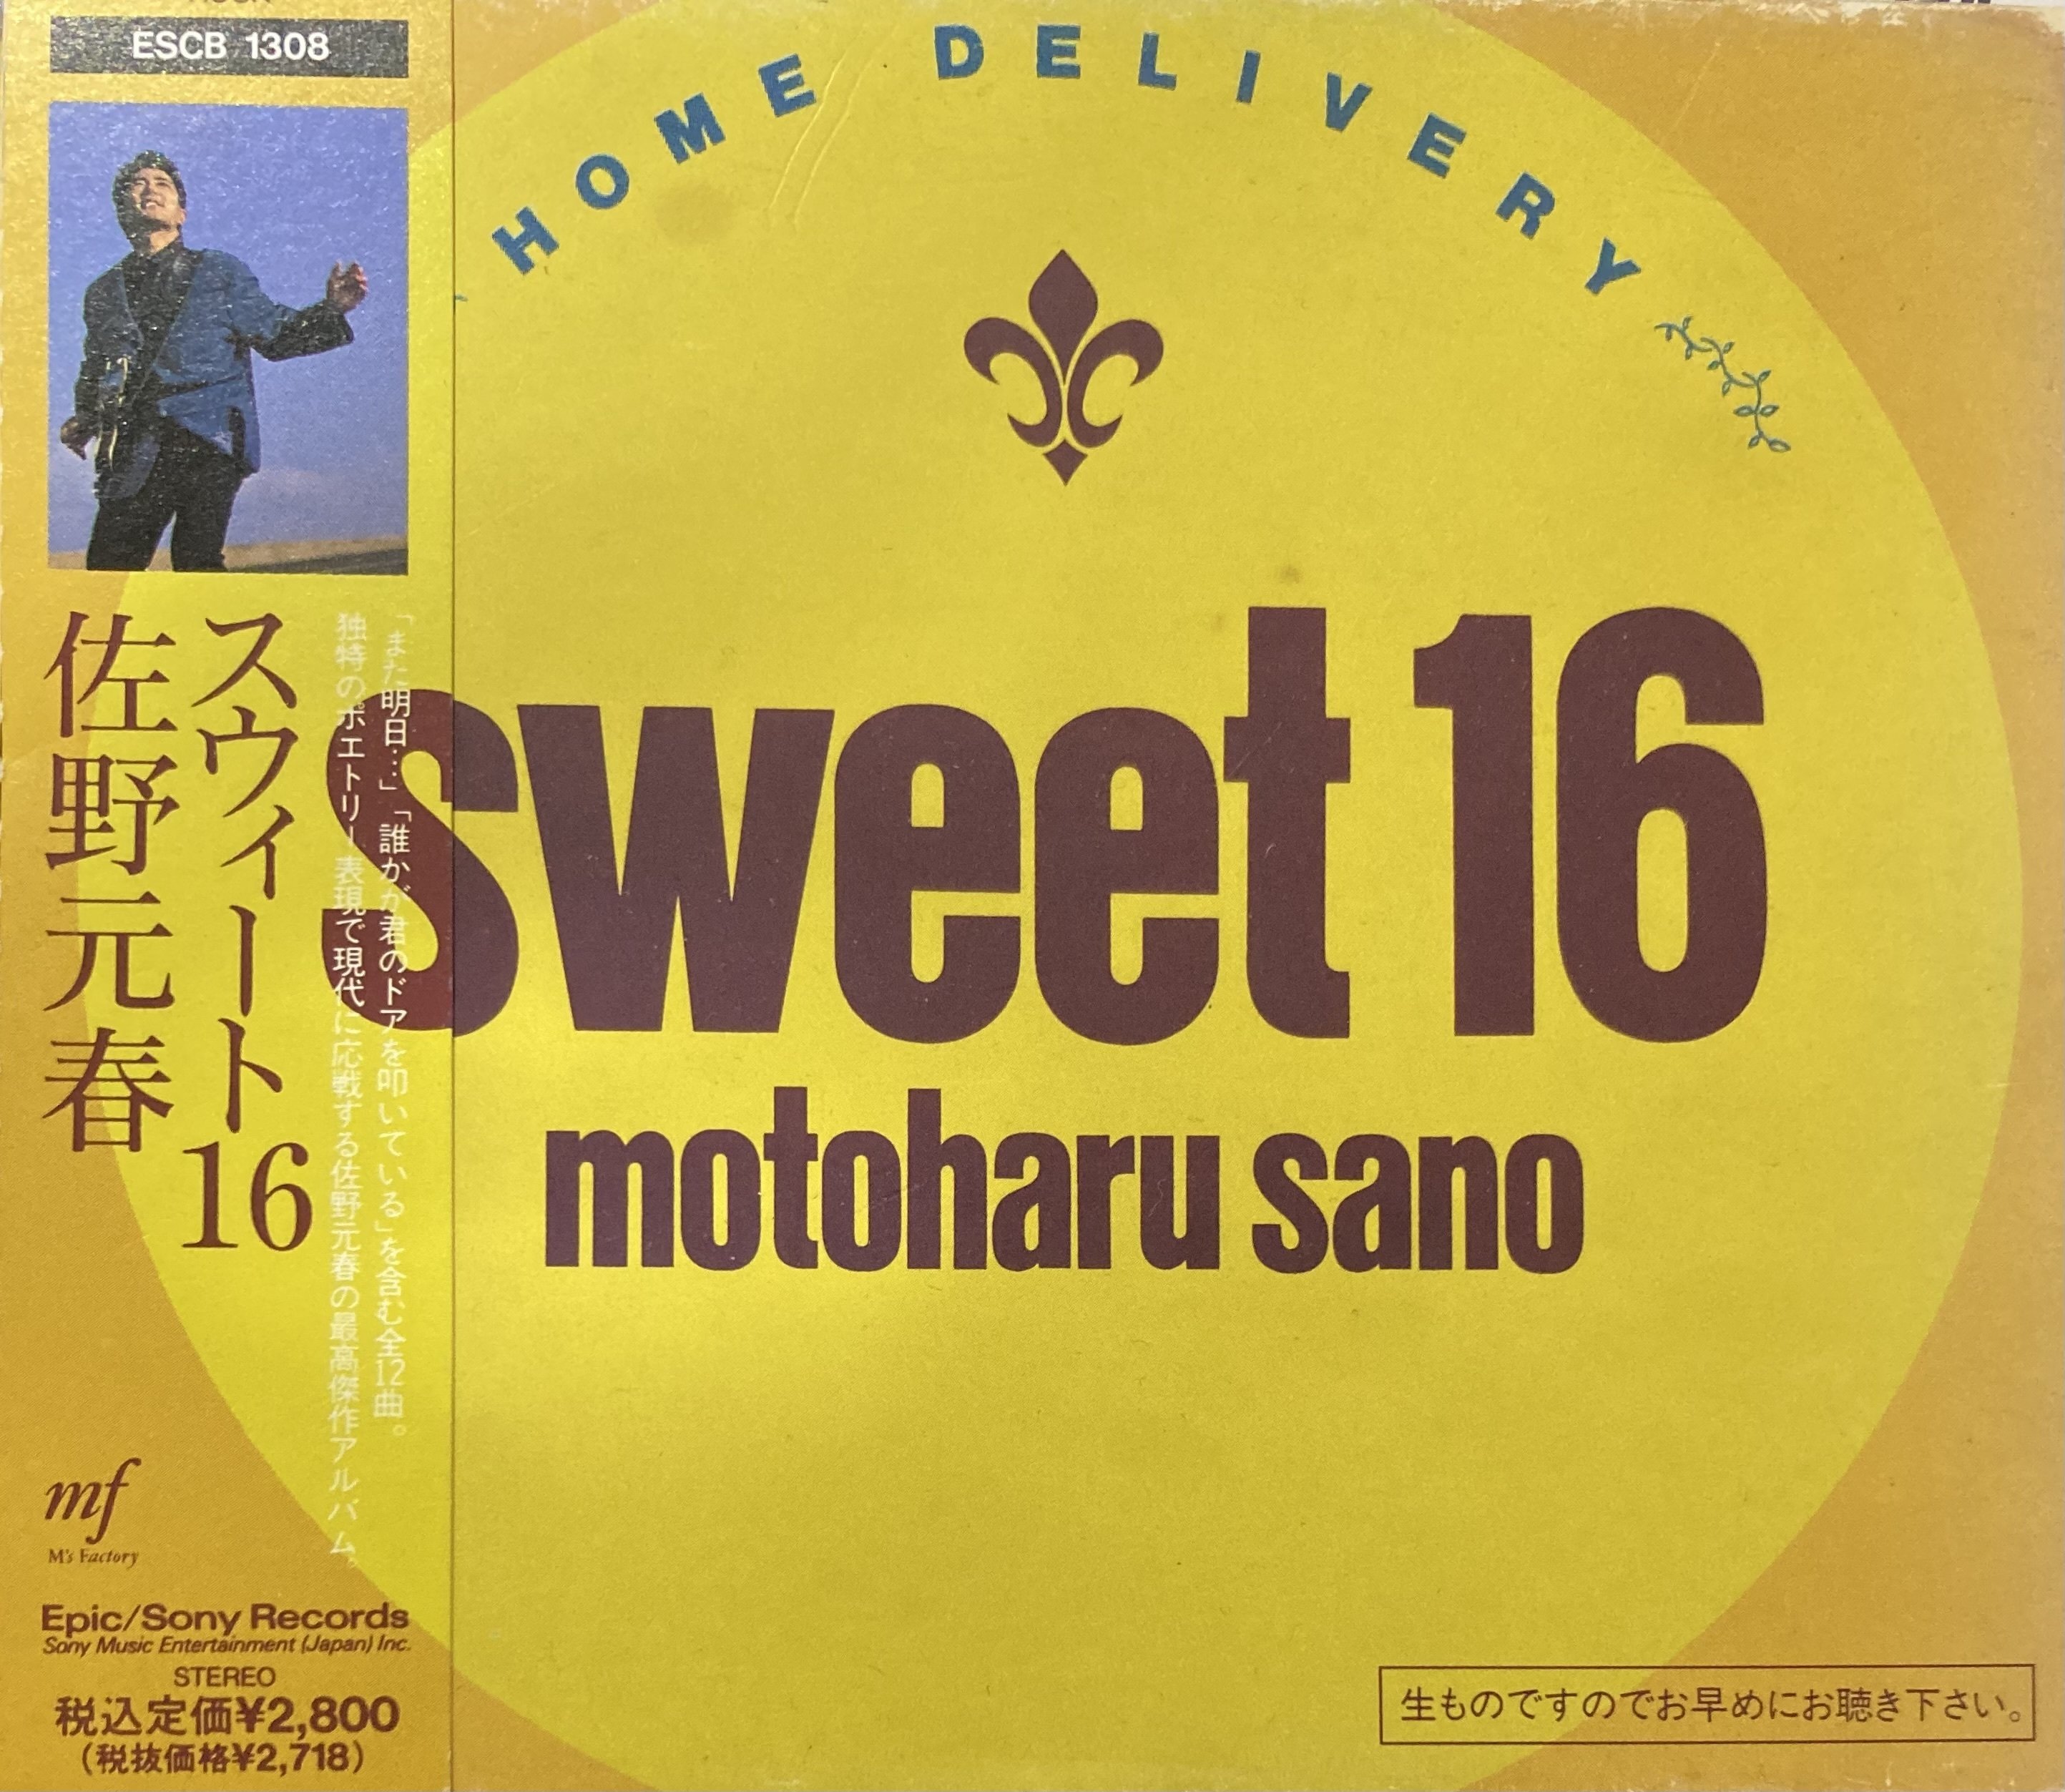 ROCK
ESCB 1308
スウィート16
佐野元春
「また明日…」「誰かが君のドアを叩いている」を含む全12曲。
独特のポエトリー表現で現代に応戦する佐野元春の最高傑作アルバム。
mf
M's Factory
Epic/Sony Records
Sony Music Entertainment (Japan) Inc.
STEREO
税込定価¥2,800
(税抜価格¥2,718)
HOME DELIVERY
sweet 16
motoharu sano
生ものですのでお早めにお聴き下さい。